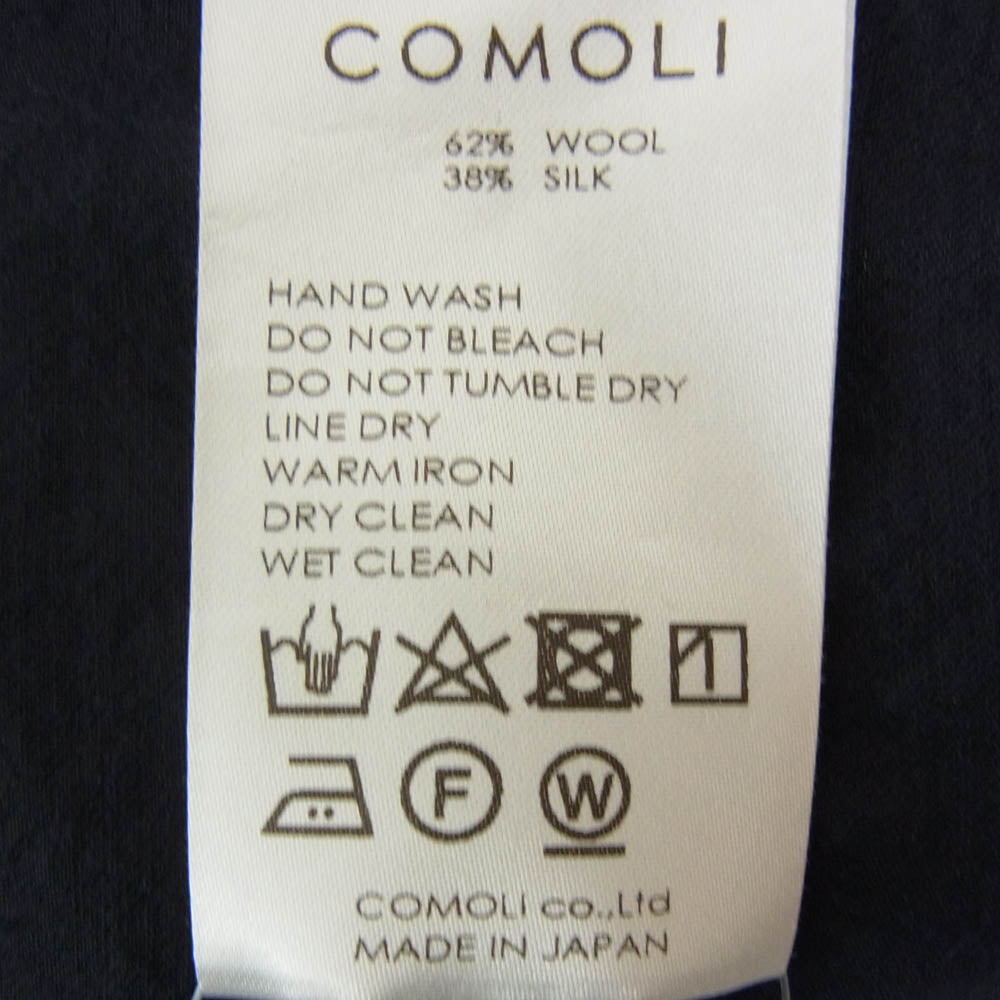 COMOLI
62% WOOL
38% SILK
HAND WASH
DO NOT BLEACH
DO NOT TUMBLE DRY
LINE DRY
WARM IRON
DRY CLEAN
WET CLEAN
F W
COMOLI co.,Ltd
MADE IN JAPAN